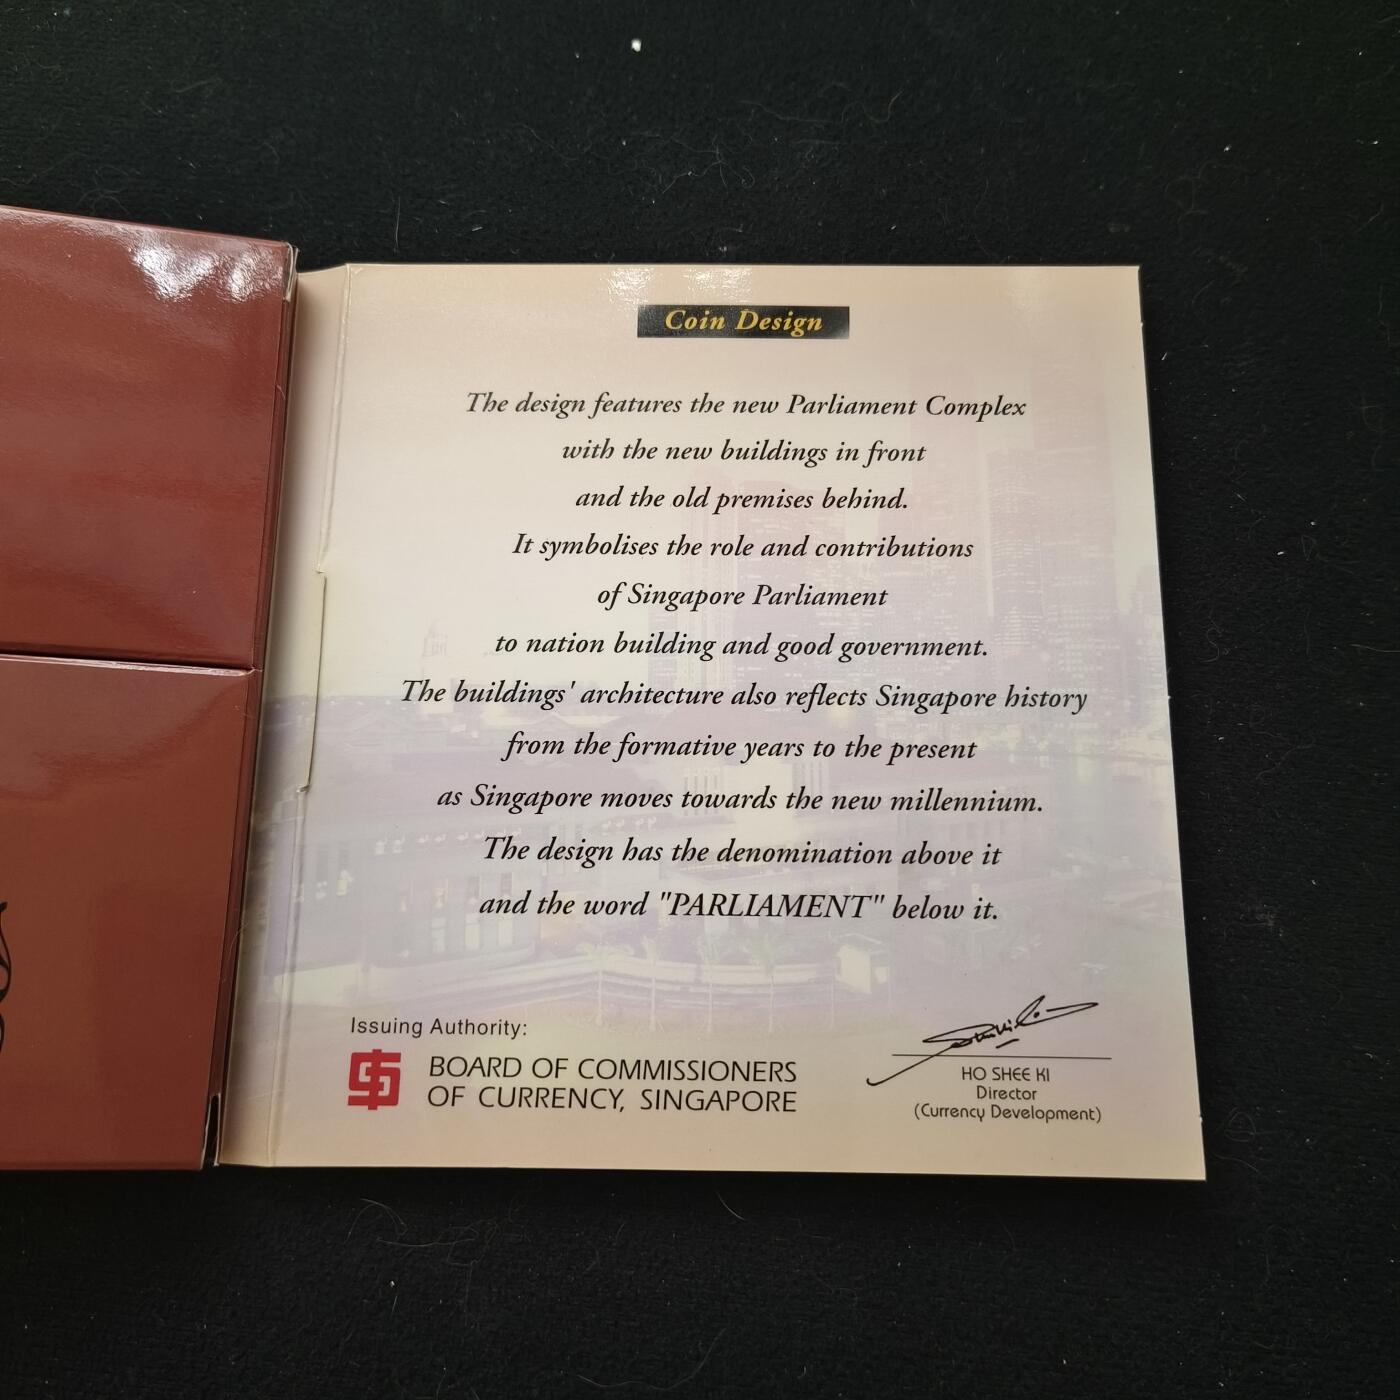 Coin Design
The design features the new Parliament Complex
with the new buildings in front
and the old premises behind.
It symbolises the role and contributions
of Singapore Parliament
to nation building and good government.
The buildings' architecture also reflects Singapore history
from the formative years to the present
as Singapore moves towards the new millennium.
The design has the denomination above it
and the word "PARLIAMENT" below it.
Issuing Authority:
BOARD OF COMMISSIONERS
OF CURRENCY, SINGAPORE
HO SHEE KI
Director
(Currency Development)